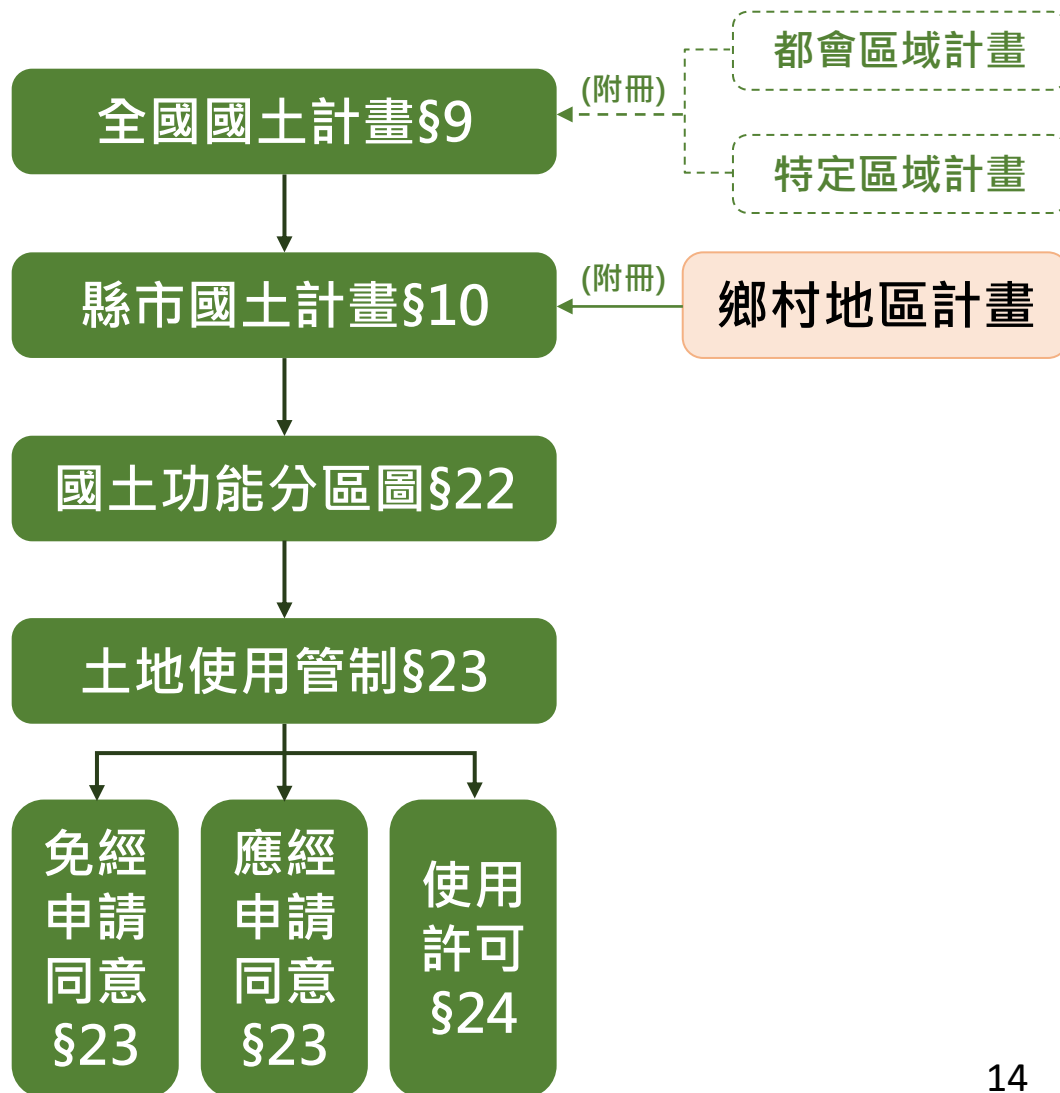 都會區域計畫
(附冊)
全國國土計畫§9
特定區域計畫
縣市國土計畫§10
(附冊)
鄉村地區計畫
國土功能分區圖§22
土地使用管制§23
免經
申請
同意
§23
應經
申請
同意
§23
使用
許可
§24
14